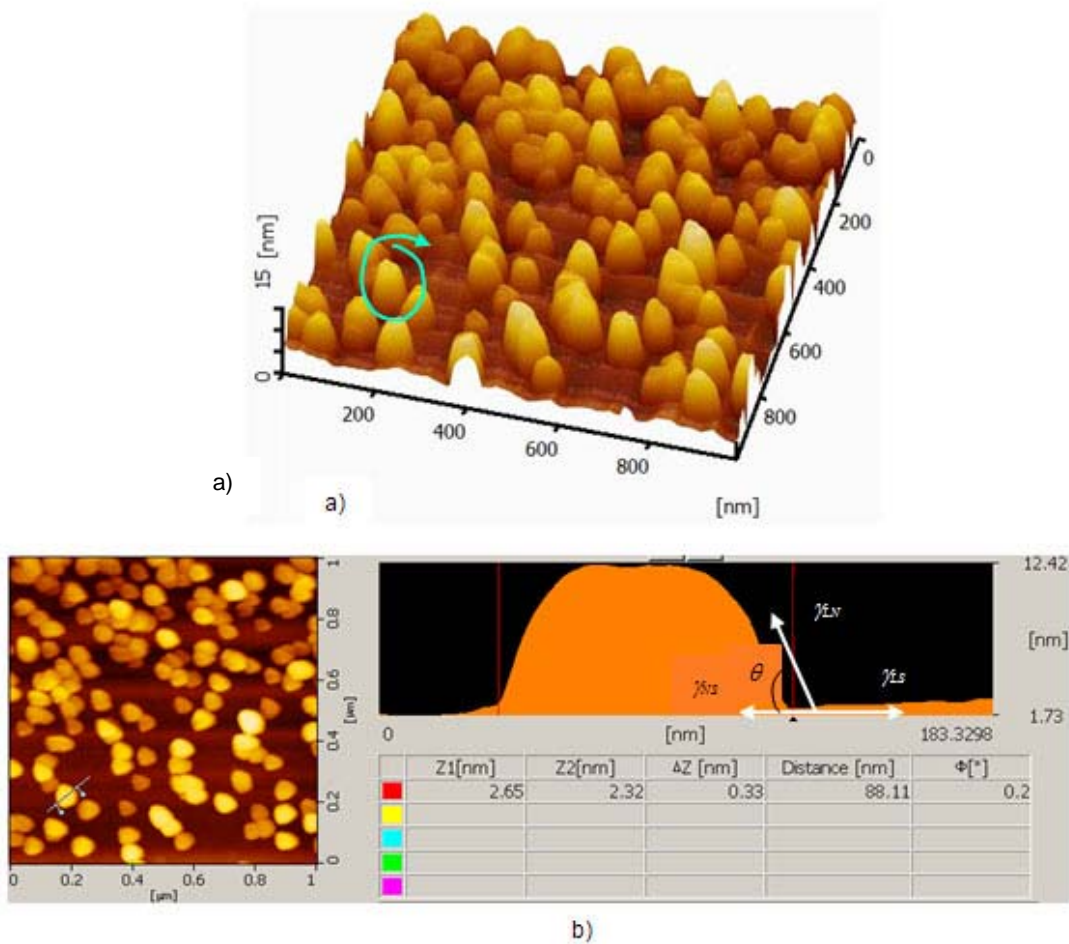 15 [nm]
0
200
400
600
800
0
200
400
600
800
[nm]
a)
a)
1
0.8
0.6
[µm]
0.4
0.2
0
0 0.2 0.4 0.6 0.8 1
[µm]
12.42
[nm]
1.73
γLN
γNS θ γLS
0 [nm] 183.3298
Z1[nm] Z2[nm] ΔZ [nm] Distance [nm] Φ[°]
2.65 2.32 0.33 88.11 0.2
b)